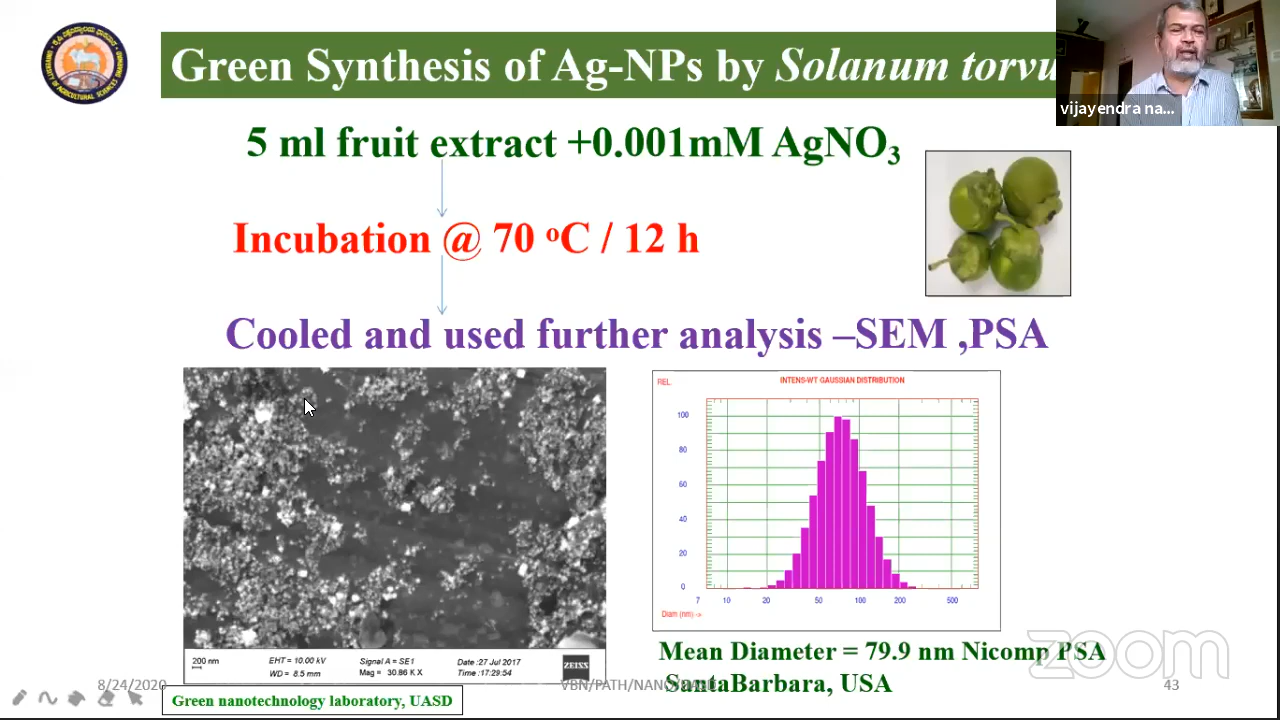 Green Synthesis of Ag-NPs by Solanum torvu
vijayendra na...
5 ml fruit extract +0.001mM AgNO₃
Incubation @ 70 ᵒC / 12 h
Cooled and used further analysis –SEM ,PSA
REL.
INTENS-WT GAUSSIAN DISTRIBUTION
100
80
60
40
20
0
7 10 20 50 100 200 500
Diam (nm) ->
200 nm
EHT = 10.00 kV
WD = 8.5 mm
Signal A = SE1
Mag = 30.86 K X
Date :27 Jul 2017
Time :17:29:54
ZEISS
Mean Diameter = 79.9 nm Nicomp PSA
SantaBarbara, USA
zoom
8/24/2020
43
Green nanotechnology laboratory, UASD